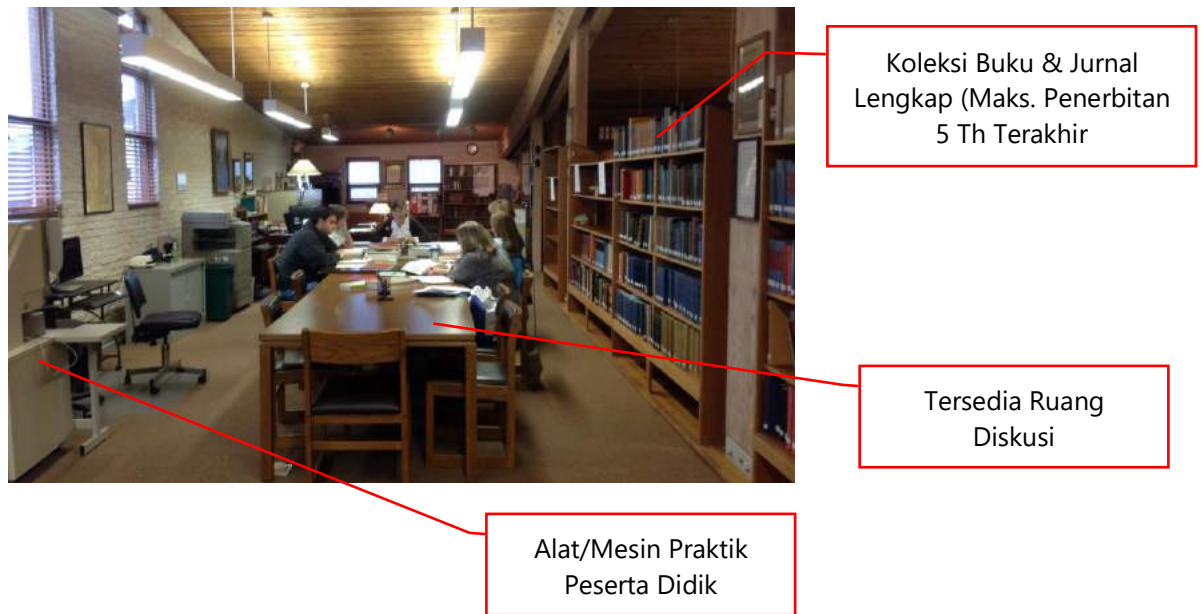 Koleksi Buku & Jurnal
Lengkap (Maks. Penerbitan
5 Th Terakhir
Tersedia Ruang
Diskusi
Alat/Mesin Praktik
Peserta Didik